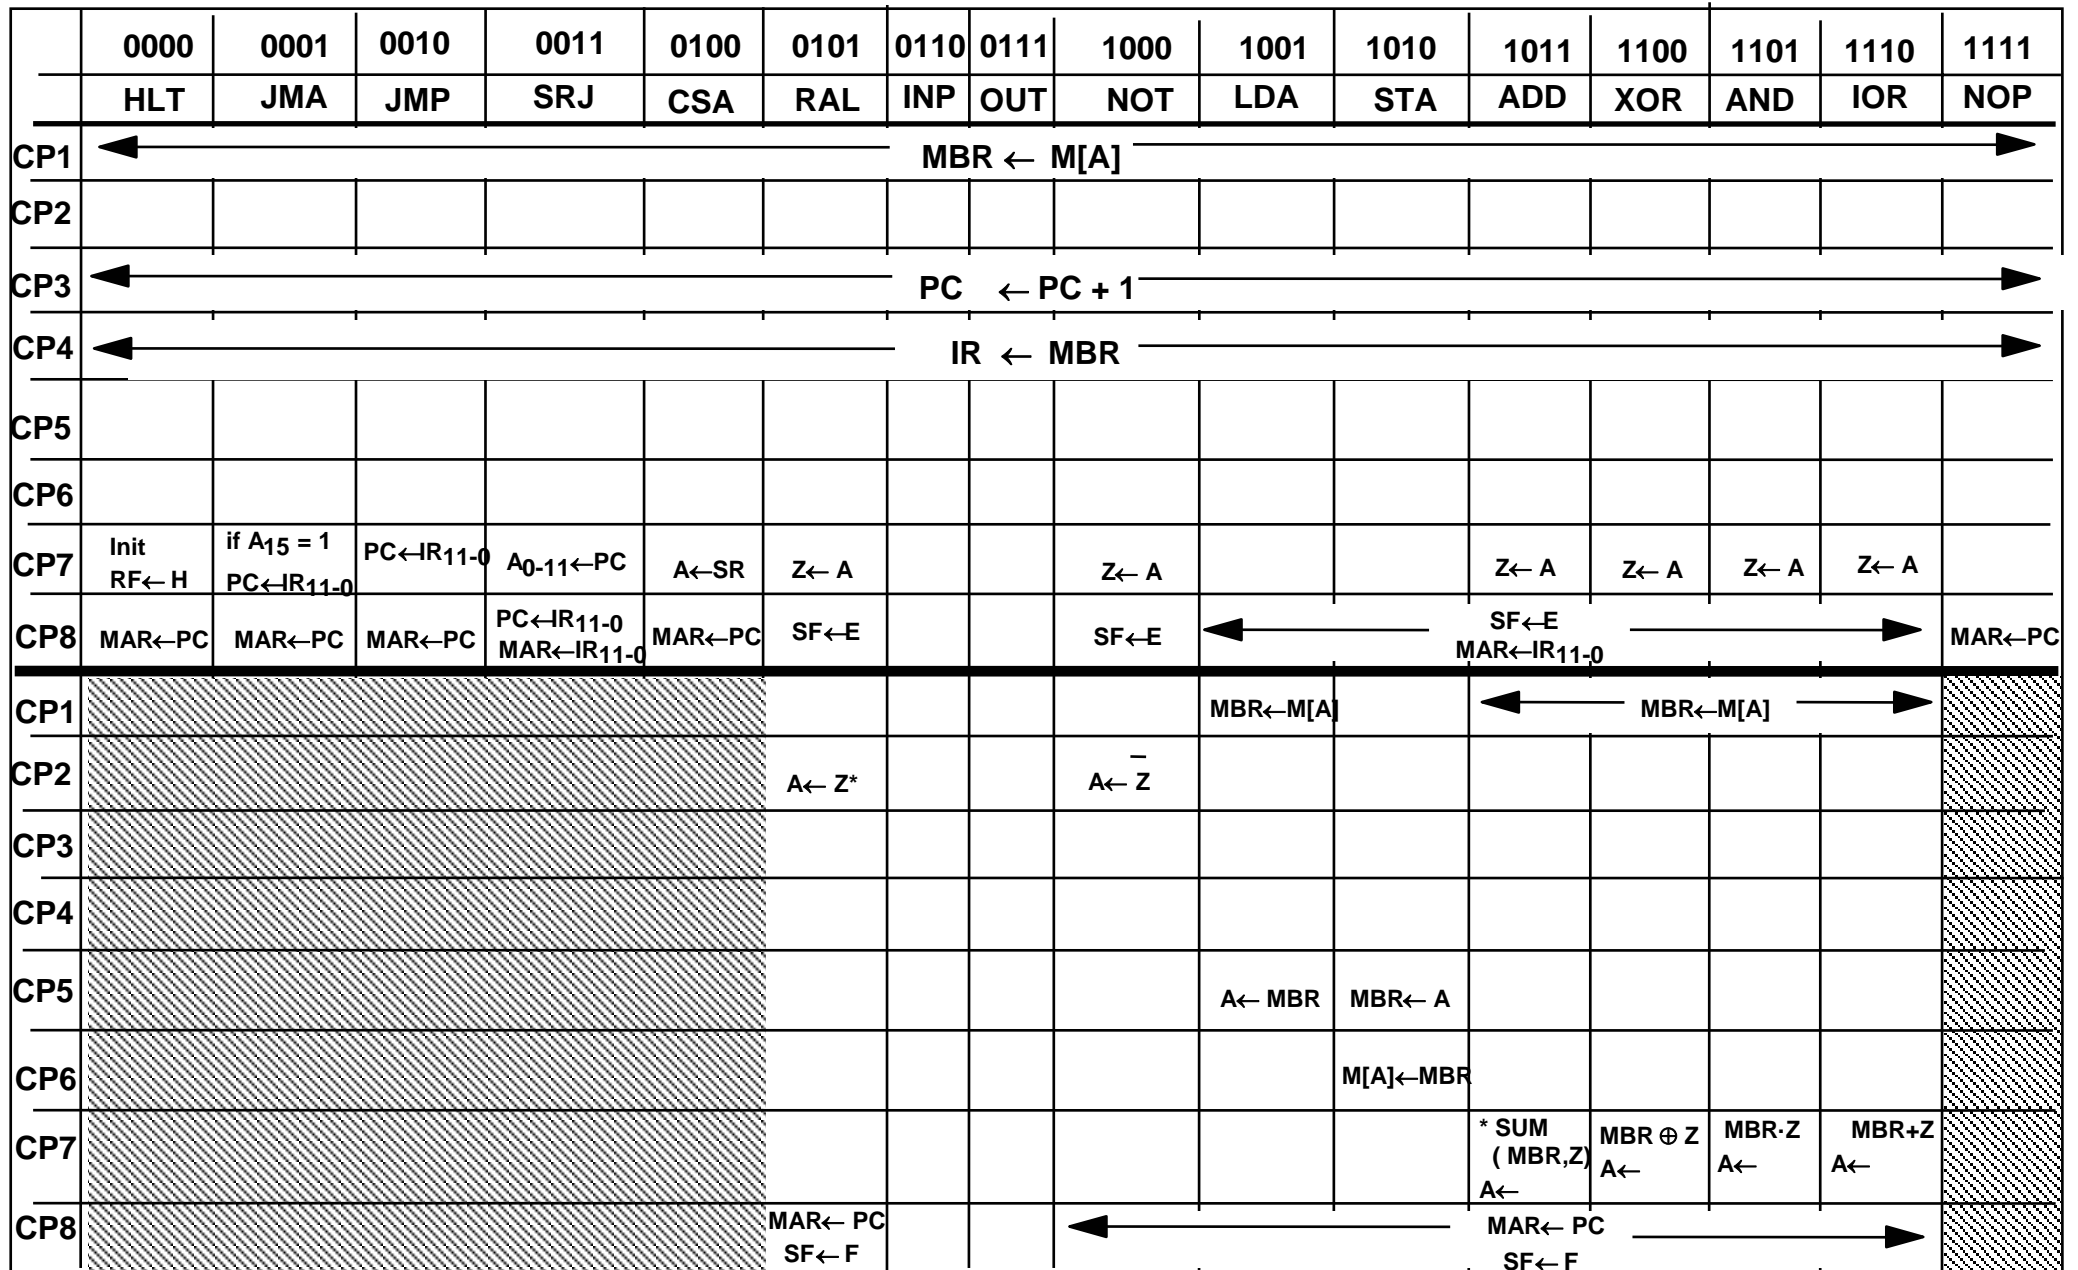 0000 0001 0010 0011 0100 0101 0110 0111 1000 1001 1010 1011 1100 1101 1110 1111
HLT JMA JMP SRJ CSA RAL INP OUT NOT LDA STA ADD XOR AND IOR NOP
CP1 MBR ← M[A]
CP2
CP3 PC ← PC + 1
CP4 IR ← MBR
CP5
CP6
CP7 Init RF← H if A15 = 1 PC←IR11-0 PC←IR11-0 A0-11←PC A←SR Z← A Z← A Z← A Z← A Z← A Z← A
CP8 MAR←PC MAR←PC MAR←PC PC←IR11-0 MAR←IR11-0 MAR←PC SF←E SF←E SF←E MAR←IR11-0 MAR←PC
CP1 MBR←M[A] MBR←M[A]
CP2 A← Z* A← Z̅
CP3
CP4
CP5 A← MBR MBR← A
CP6 M[A]←MBR
CP7 * SUM ( MBR,Z) A← MBR ⊕ Z A← MBR·Z A← MBR+Z A←
CP8 MAR← PC SF← F MAR← PC SF← F